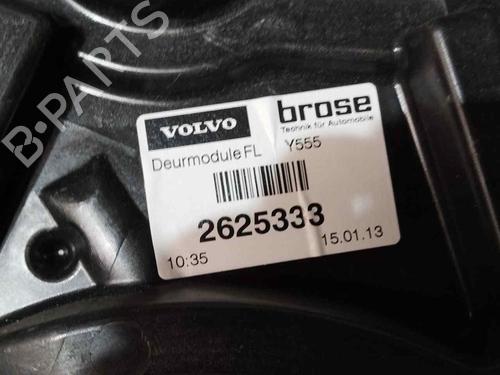 B-PARTS
VOLVO
brose
Technik für Automobile
Deurmodule FL Y555
2625333
10:35 15.01.13